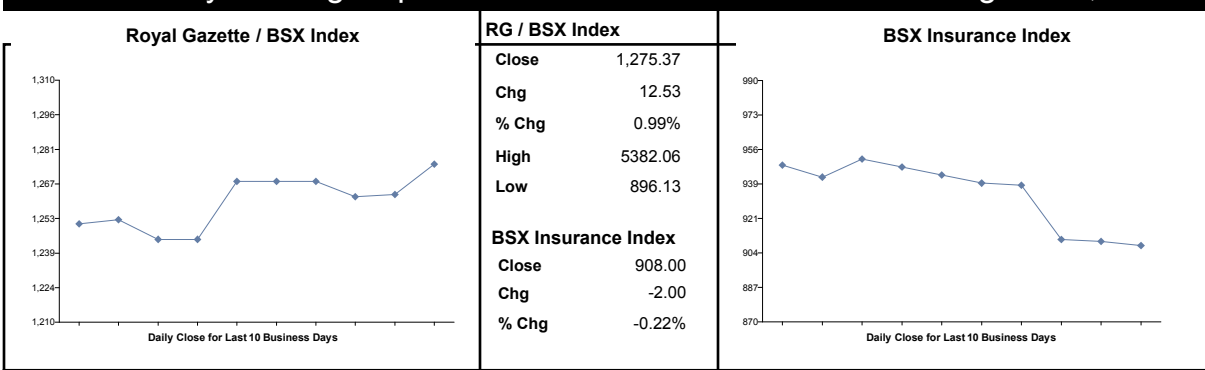 Royal Gazette / BSX Index
1,310
1,296
1,281
1,267
1,253
1,239
1,224
1,210
Daily Close for Last 10 Business Days
RG / BSX Index
Close 1,275.37
Chg 12.53
% Chg 0.99%
High 5382.06
Low 896.13
BSX Insurance Index
Close 908.00
Chg -2.00
% Chg -0.22%
BSX Insurance Index
990
973
956
939
921
904
887
870
Daily Close for Last 10 Business Days